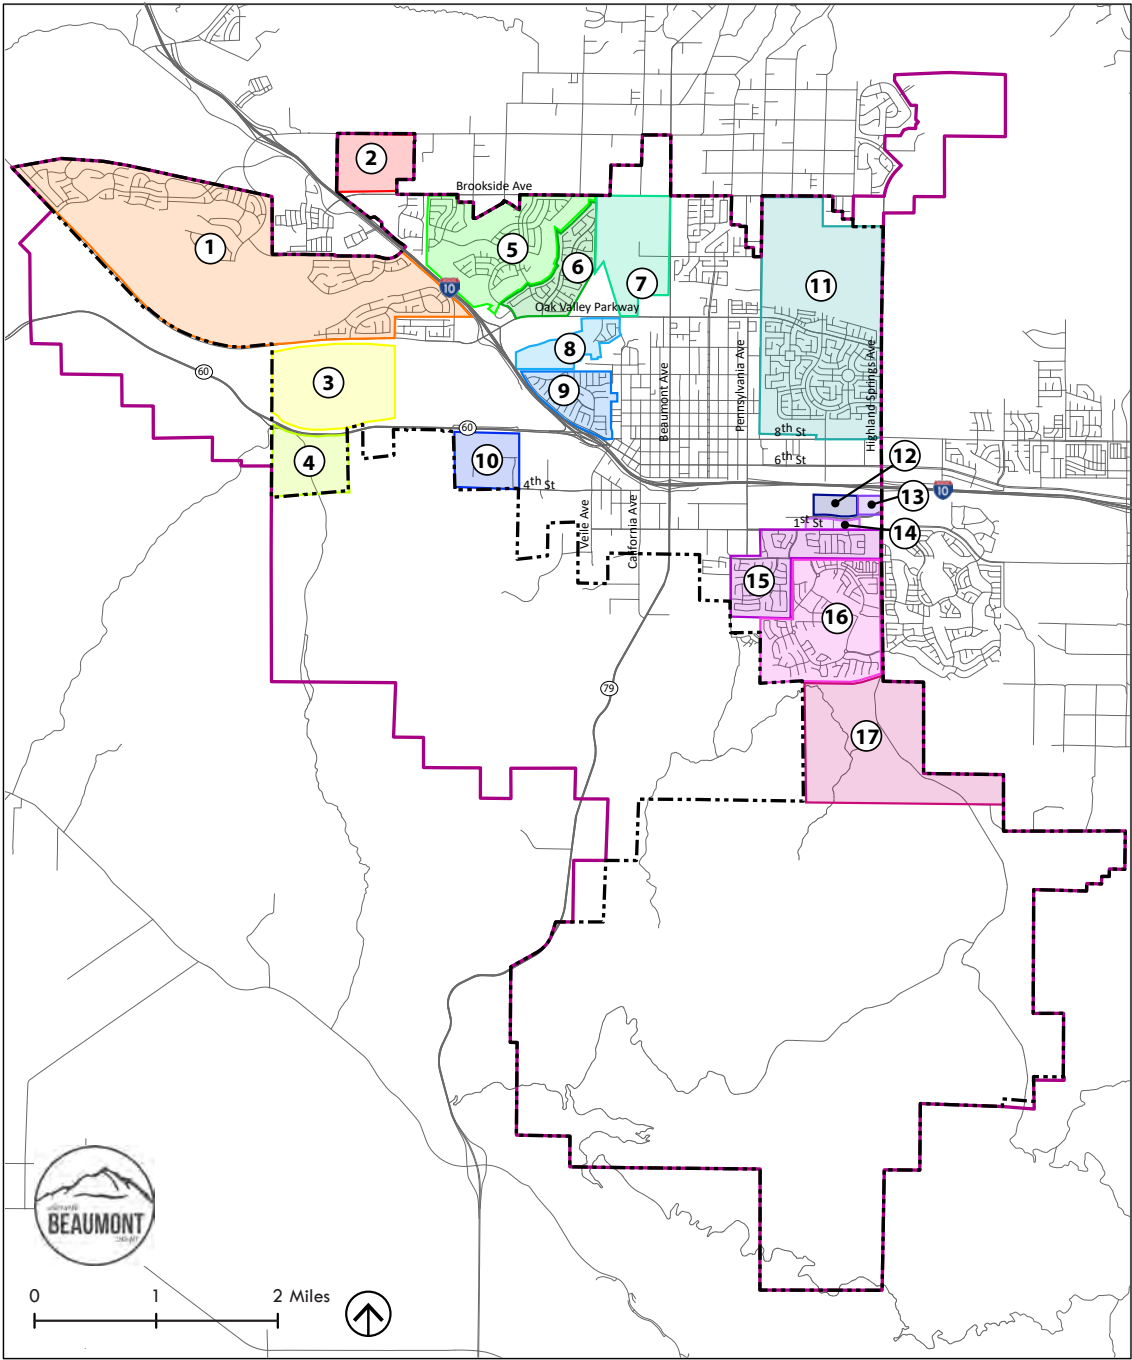 2
Brookside Ave
1
5
6
7
10
11
Oak Valley Parkway
8
60
3
9
Beaumont Ave
Pennsylvania Ave
Highland Springs Ave
60
8th St
4
10
6th St
12
4th St
13
10
Veile Ave
California Ave
1st St
14
15
16
79
17
BEAUMONT
0 1 2 Miles